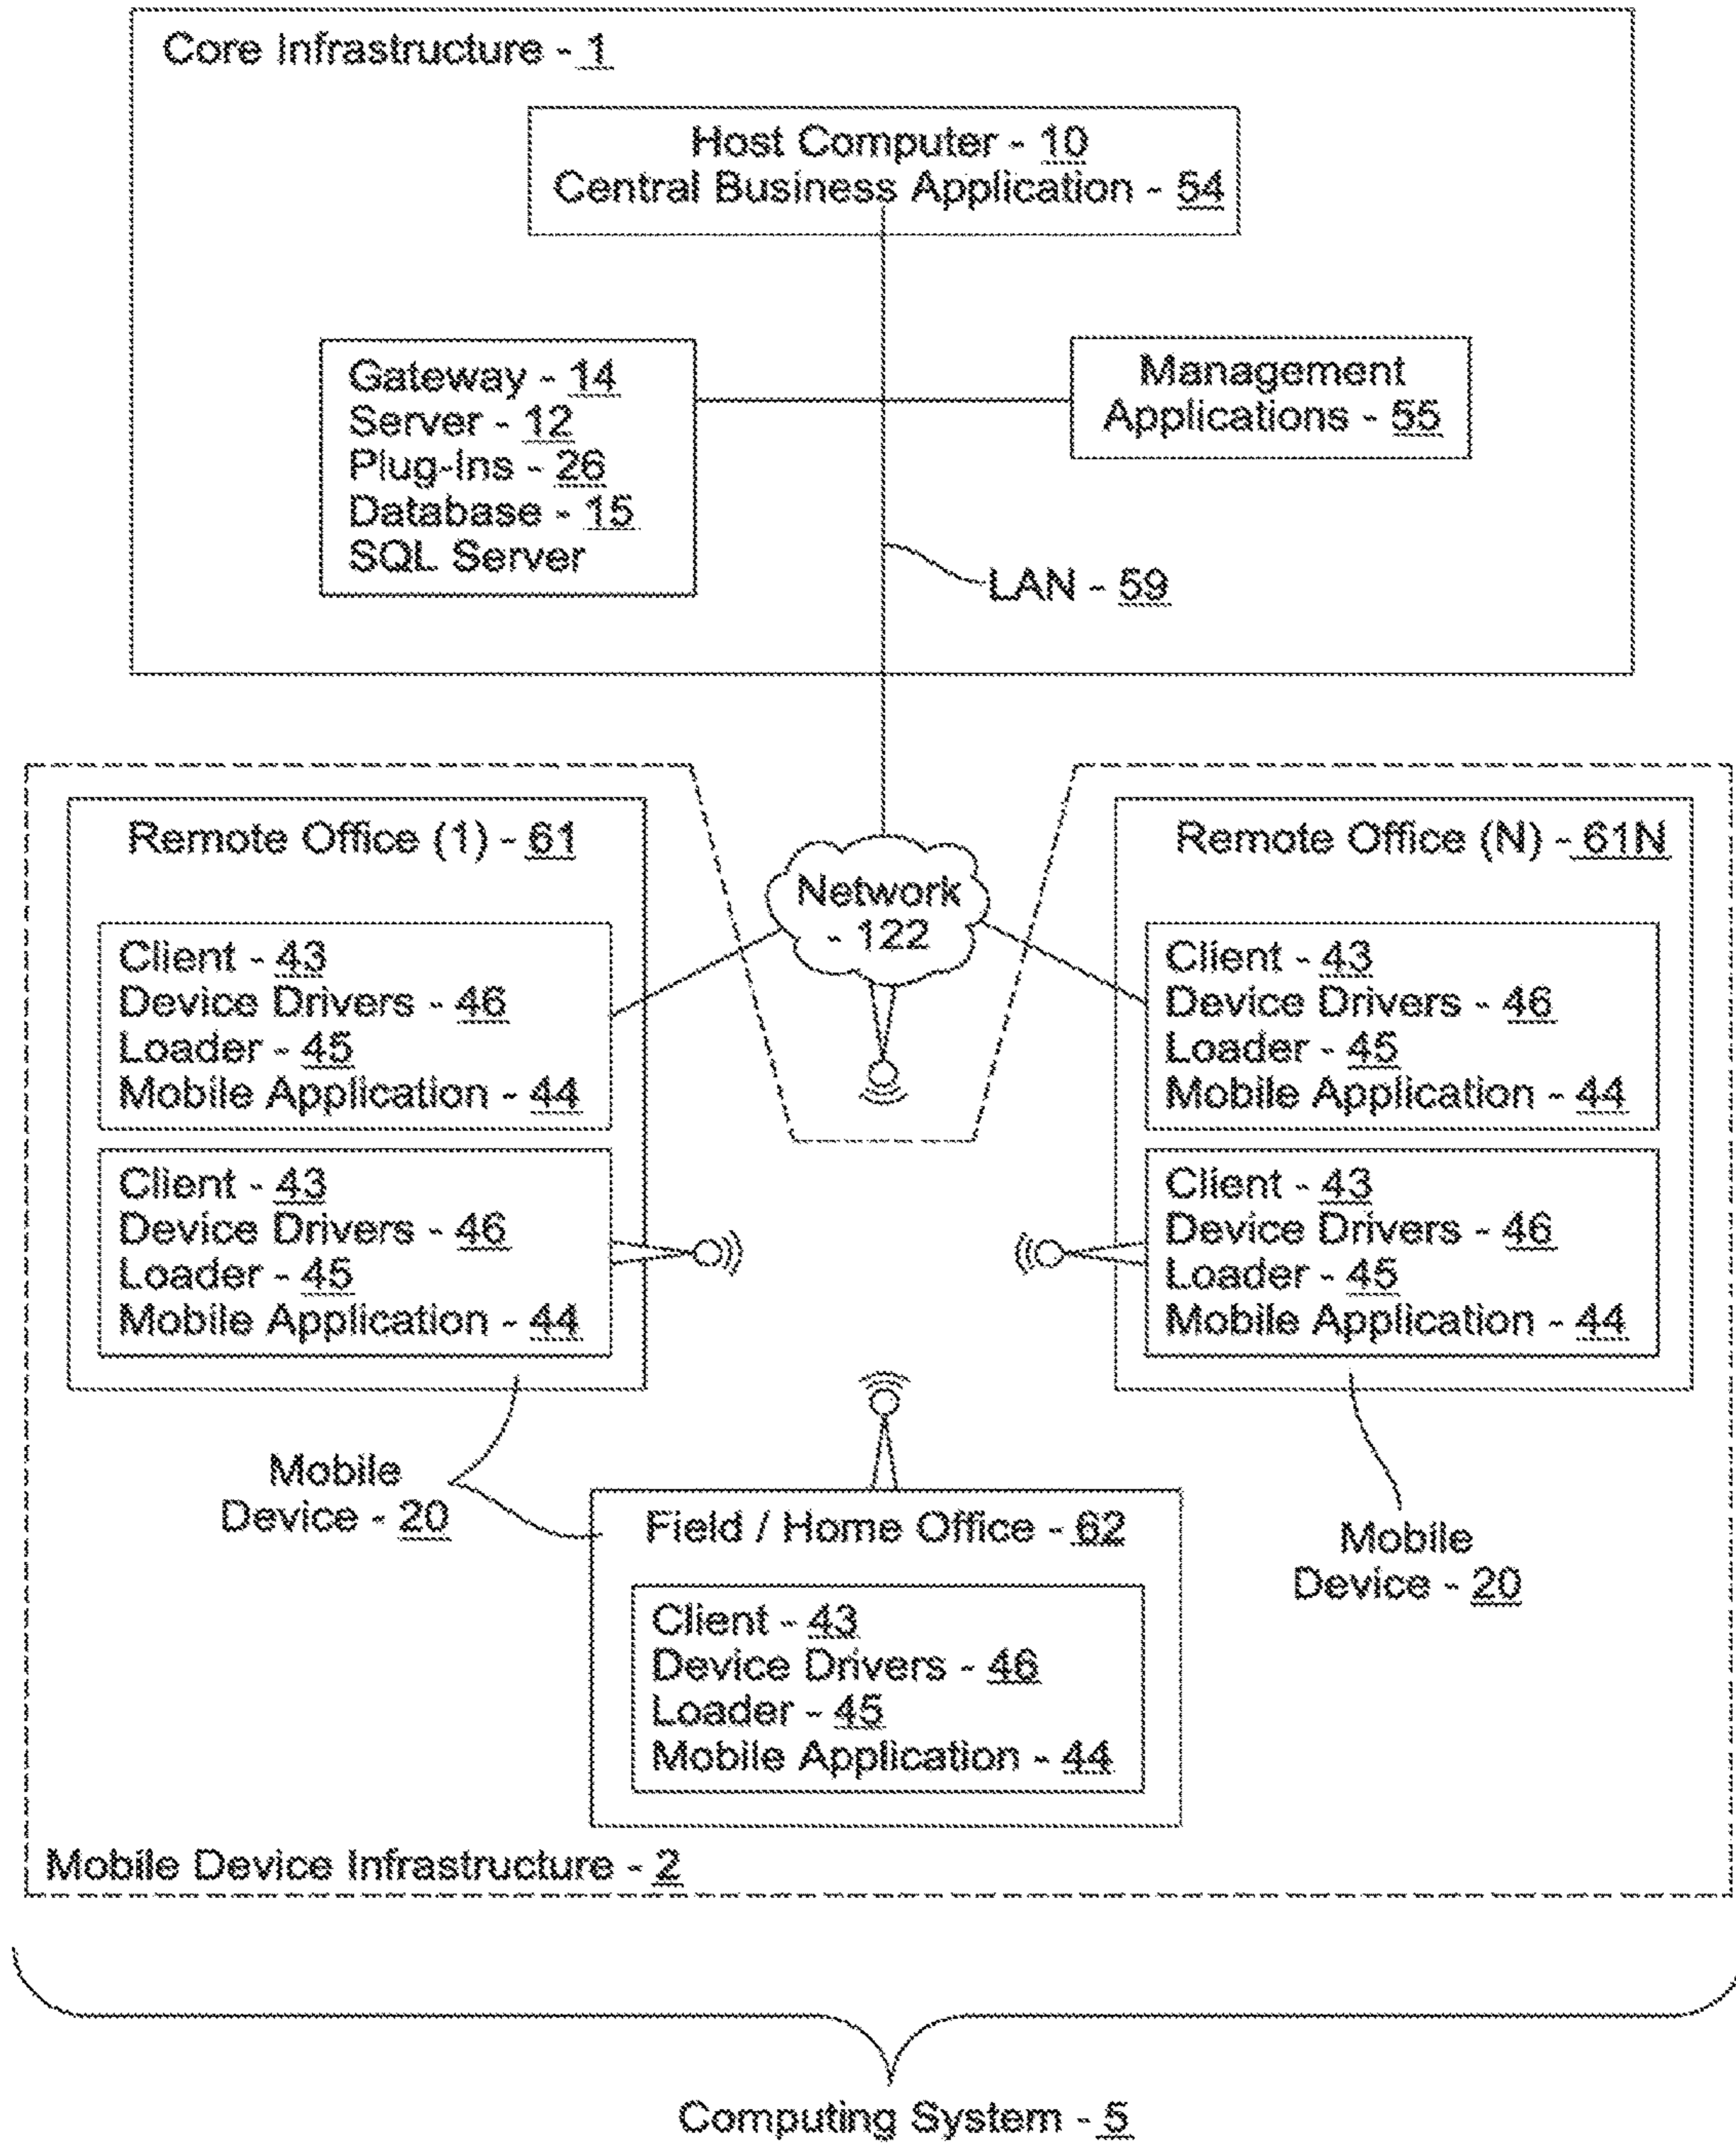 Core Infrastructure - 1
Host Computer - 10
Central Business Application - 54
Gateway - 14
Server - 12
Plug-Ins - 26
Database - 15
SQL Server
Management
Applications - 55
LAN - 59
Network
- 122
Remote Office (1) - 61
Client - 43
Device Drivers - 46
Loader - 45
Mobile Application - 44
Client - 43
Device Drivers - 46
Loader - 45
Mobile Application - 44
Remote Office (N) - 61N
Client - 43
Device Drivers - 46
Loader - 45
Mobile Application - 44
Client - 43
Device Drivers - 46
Loader - 45
Mobile Application - 44
Mobile
Device - 20
Mobile
Device - 20
Field / Home Office - 62
Client - 43
Device Drivers - 46
Loader - 45
Mobile Application - 44
Mobile Device Infrastructure - 2
Computing System - 5